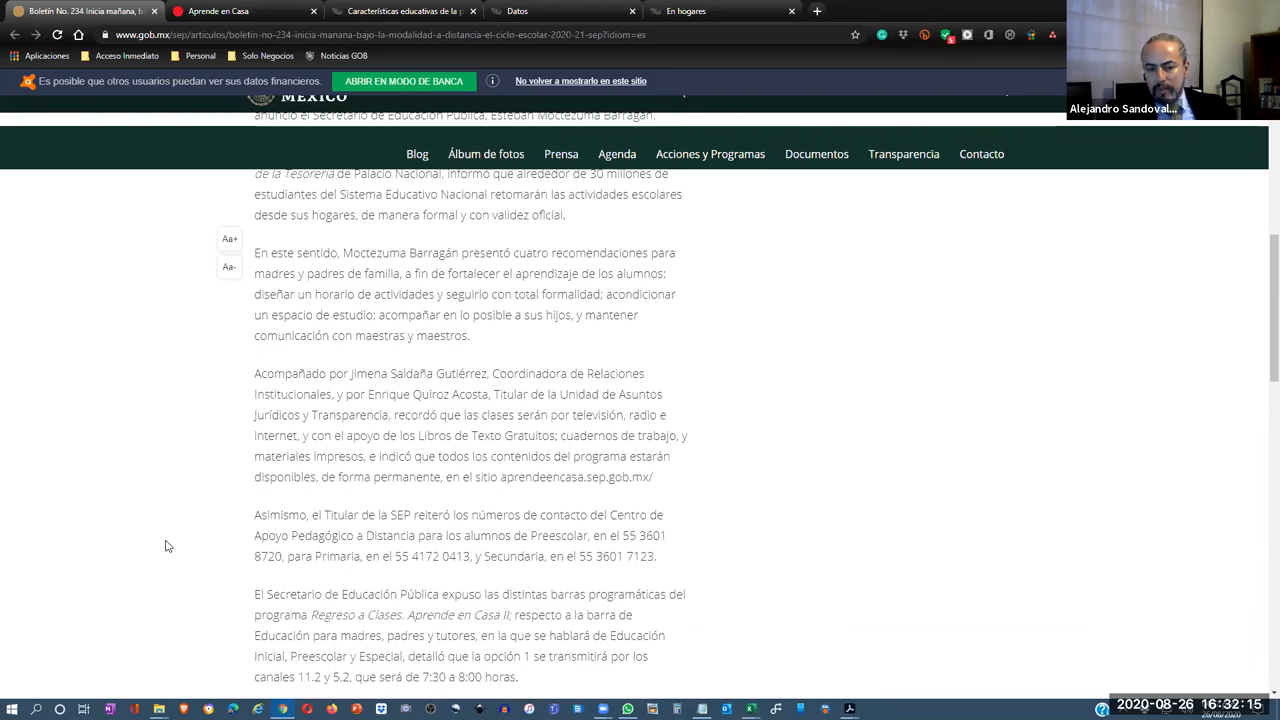 Boletín No. 234 Inicia mañana, b
Aprende en Casa
Características educativas de la p
Datos
En hogares
www.gob.mx/sep/articulos/boletin-no-234-inicia-manana-bajo-la-modalidad-a-distancia-el-ciclo-escolar-2020-21-sep?idiom=es
Aplicaciones
Acceso Inmediato
Personal
Solo Negocios
Noticias GOB
Es posible que otros usuarios puedan ver sus datos financieros.
ABRIR EN MODO DE BANCA
No volver a mostrarlo en este sitio
Alejandro Sandoval...
MÉXICO
anunció el Secretario de Educación Pública, Esteban Moctezuma Barragán.
Blog
Álbum de fotos
Prensa
Agenda
Acciones y Programas
Documentos
Transparencia
Contacto
de la Tesorería de Palacio Nacional, informó que alrededor de 30 millones de
estudiantes del Sistema Educativo Nacional retomarán las actividades escolares
desde sus hogares, de manera formal y con validez oficial.
Aa+
Aa-
En este sentido, Moctezuma Barragán presentó cuatro recomendaciones para
madres y padres de familia, a fin de fortalecer el aprendizaje de los alumnos:
diseñar un horario de actividades y seguirlo con total formalidad; acondicionar
un espacio de estudio; acompañar en lo posible a sus hijos, y mantener
comunicación con maestras y maestros.
Acompañado por Jimena Saldaña Gutiérrez, Coordinadora de Relaciones
Institucionales, y por Enrique Quiroz Acosta, Titular de la Unidad de Asuntos
Jurídicos y Transparencia, recordó que las clases serán por televisión, radio e
internet, y con el apoyo de los Libros de Texto Gratuitos; cuadernos de trabajo, y
materiales impresos, e indicó que todos los contenidos del programa estarán
disponibles, de forma permanente, en el sitio aprendeencasa.sep.gob.mx/
Asimismo, el Titular de la SEP reiteró los números de contacto del Centro de
Apoyo Pedagógico a Distancia para los alumnos de Preescolar, en el 55 3601
8720, para Primaria, en el 55 4172 0413, y Secundaria, en el 55 3601 7123.
El Secretario de Educación Pública expuso las distintas barras programáticas del
programa Regreso a Clases. Aprende en Casa II; respecto a la barra de
Educación para madres, padres y tutores, en la que se hablará de Educación
Inicial, Preescolar y Especial, detalló que la opción 1 se transmitirá por los
canales 11.2 y 5.2, que será de 7:30 a 8:00 horas.
2020-08-26 16:32:15
26/08/2020